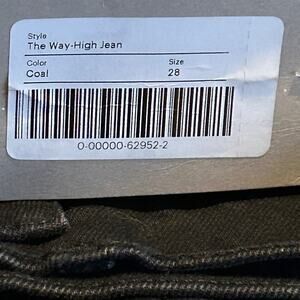 Style
The Way-High Jean
Color Size
Coal 28
0-00000-62952-2